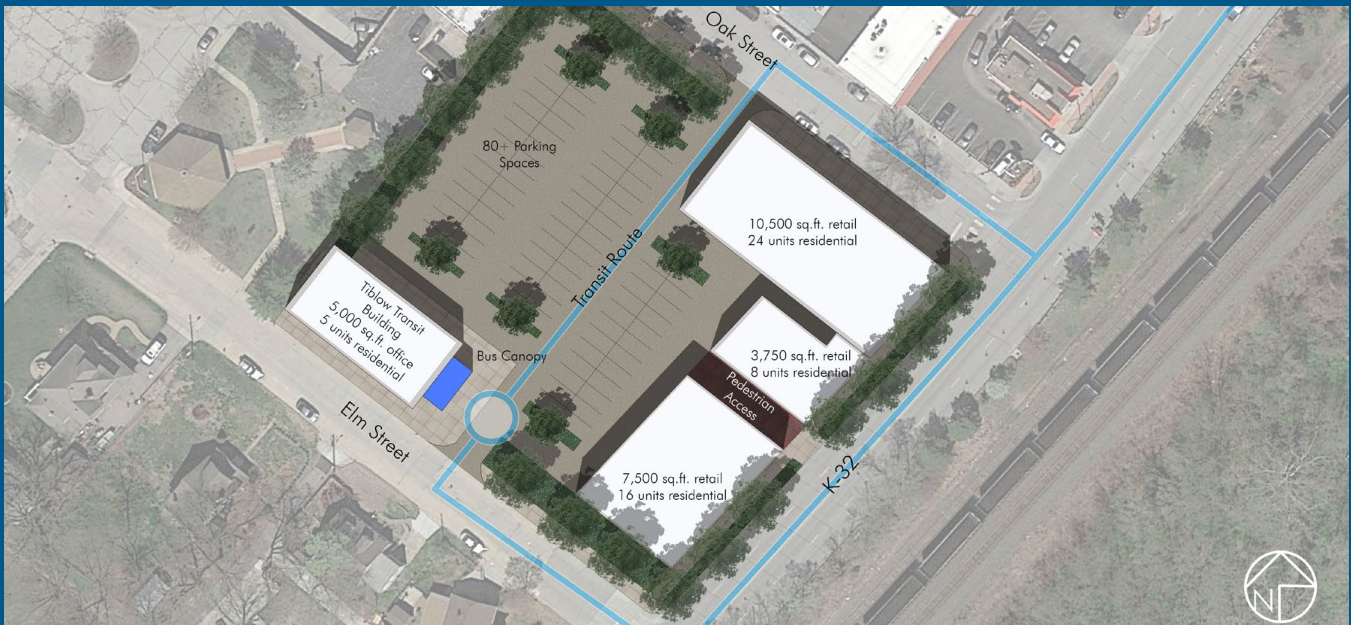 Oak Street
80+ Parking
Spaces
10,500 sq.ft. retail
24 units residential
Transit Route
Tiblow Transit
Building
5,000 sq.ft. office
5 units residential
Bus Canopy
3,750 sq.ft. retail
8 units residential
Pedestrian
Access
Elm Street
7,500 sq.ft. retail
16 units residential
K-32
N